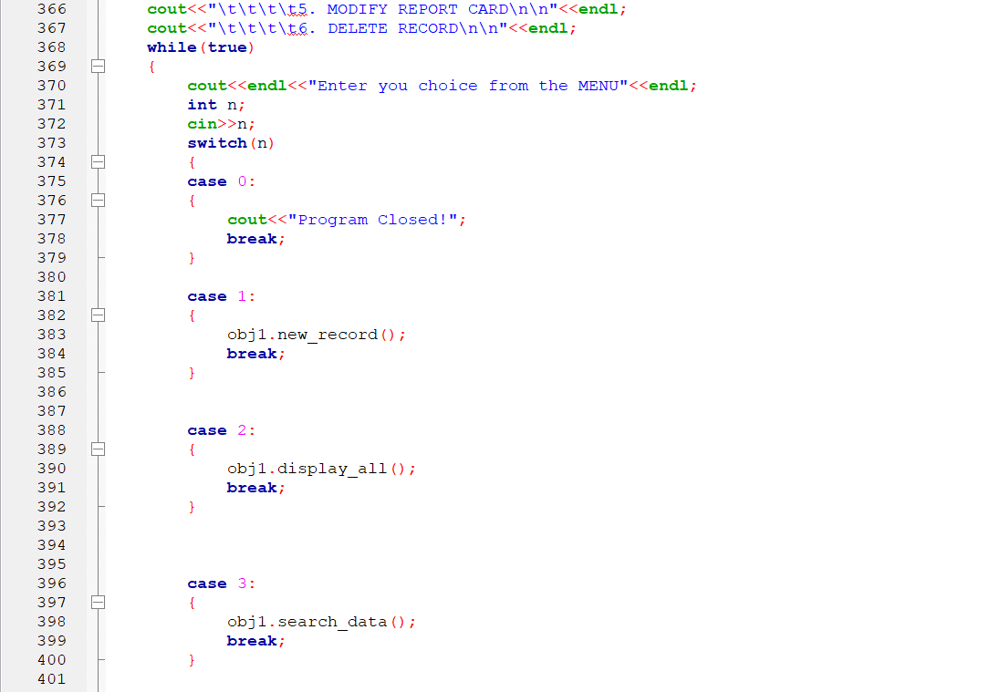 366 cout<<"\t\t\t\t5. MODIFY REPORT CARD\n\n"<<endl;
367 cout<<"\t\t\t\t6. DELETE RECORD\n\n"<<endl;
368 while(true)
369 {
370 cout<<endl<<"Enter you choice from the MENU"<<endl;
371 int n;
372 cin>>n;
373 switch(n)
374 {
375 case 0:
376 {
377 cout<<"Program Closed!";
378 break;
379 }
380
381 case 1:
382 {
383 obj1.new_record();
384 break;
385 }
386
387
388 case 2:
389 {
390 obj1.display_all();
391 break;
392 }
393
394
395
396 case 3:
397 {
398 obj1.search_data();
399 break;
400 }
401